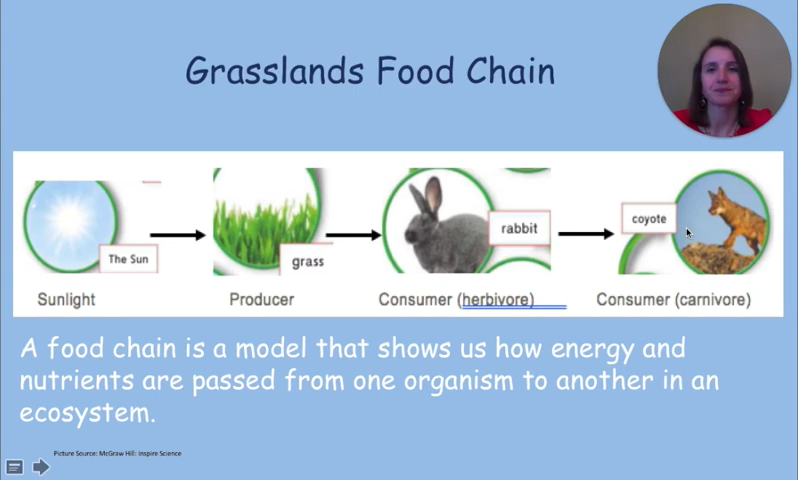 Grasslands Food Chain
The Sun
grass
rabbit
coyote
Sunlight
Producer
Consumer (herbivore)
Consumer (carnivore)
A food chain is a model that shows us how energy and
nutrients are passed from one organism to another in an
ecosystem.
Picture Source: McGraw Hill: Inspire Science